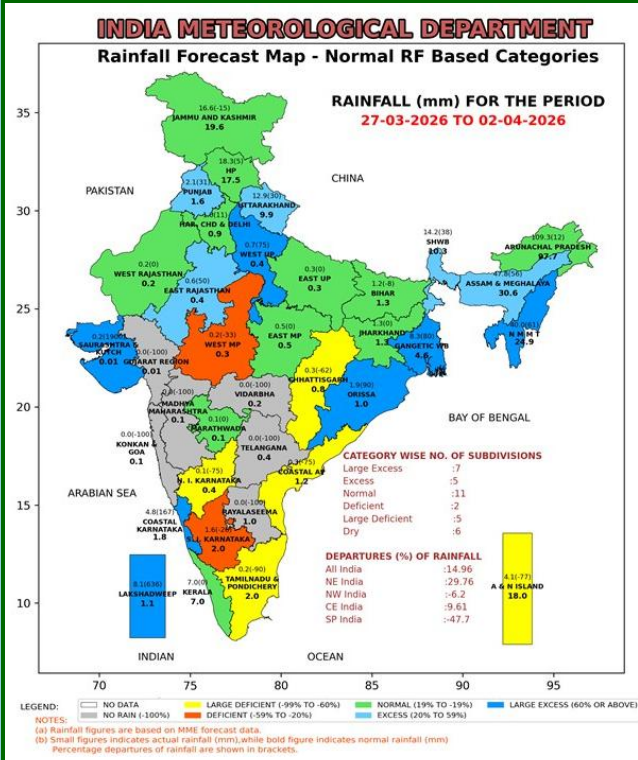 INDIA METEOROLOGICAL DEPARTMENT
Rainfall Forecast Map - Normal RF Based Categories
RAINFALL (mm) FOR THE PERIOD
27-03-2026 TO 02-04-2026
35
16.6(-15)
JAMMU AND KASHMIR
19.6
18.3(5)
HP
17.5
CHINA
PAKISTAN
2.1(31)
PUNJAB
1.6
12.9(30)
UTTARAKHAND
9.9
30
HAR. CHD & DELHI
0.9
0.7(75)
WEST UP
0.4
14.2(38)
SHWB
10.3
109.3(12)
ARUNACHAL PRADESH
97.7
0.2(0)
WEST RAJASTHAN
0.2
0.6(50)
EAST RAJASTHAN
0.4
0.3(0)
EAST UP
0.3
1.2(-8)
BIHAR
1.3
47.8(56)
ASSAM & MEGHALAYA
30.6
25
0.2(1900)
SAURASHTRA &
KUTCH
0.01
0.0(-100)
GUJARAT REGION
0.01
0.2(-33)
WEST MP
0.3
0.5(0)
EAST MP
0.5
1.3(0)
JHARKHAND
1.3
8.3(80)
GANGETIC WB
4.6
40.0(61)
N M M T
24.9
0.3(-62)
CHHATTISGARH
0.8
1.9(90)
ORISSA
1.0
20
0.0(-100)
MADHYA
MAHARASHTRA
0.1
0.0(-100)
VIDARBHA
0.2
0.1(0)
MARATHWADA
0.1
BAY OF BENGAL
0.0(-100)
KONKAN &
GOA
0.1
0.0(-100)
TELANGANA
0.4
0.3(-75)
COASTAL AP
1.2
ARABIAN SEA
0.1(-75)
N. I. KARNATAKA
0.4
15
0.0(-100)
RAYALASEEMA
1.0
4.8(167)
COASTAL
KARNATAKA
1.8
S. I. KARNATAKA
2.0
8.1(636)
LAKSHADWEEP
1.1
7.0(0)
KERALA
7.0
0.2(-90)
TAMILNADU &
PONDICHERY
2.0
4.1(-77)
A & N ISLAND
18.0
10
CATEGORY WISE NO. OF SUBDIVISIONS
Large Excess :7
Excess :5
Normal :11
Deficient :2
Large Deficient :5
Dry :6
DEPARTURES (%) OF RAINFALL
All India :14.96
NE India :29.76
NW India :-6.2
CE India :9.61
SP India :-47.7
INDIAN OCEAN
70 75 80 85 90 95
LEGEND:
NO DATA
NO RAIN (-100%)
LARGE DEFICIENT (-99% TO -60%)
DEFICIENT (-59% TO -20%)
NORMAL (19% TO -19%)
EXCESS (20% TO 59%)
LARGE EXCESS (60% OR ABOVE)
NOTES:
(a) Rainfall figures are based on MME forecast data.
(b) Small figures indicates actual rainfall (mm),while bold figure indicates normal rainfall (mm)
Percentage departures of rainfall are shown in brackets.